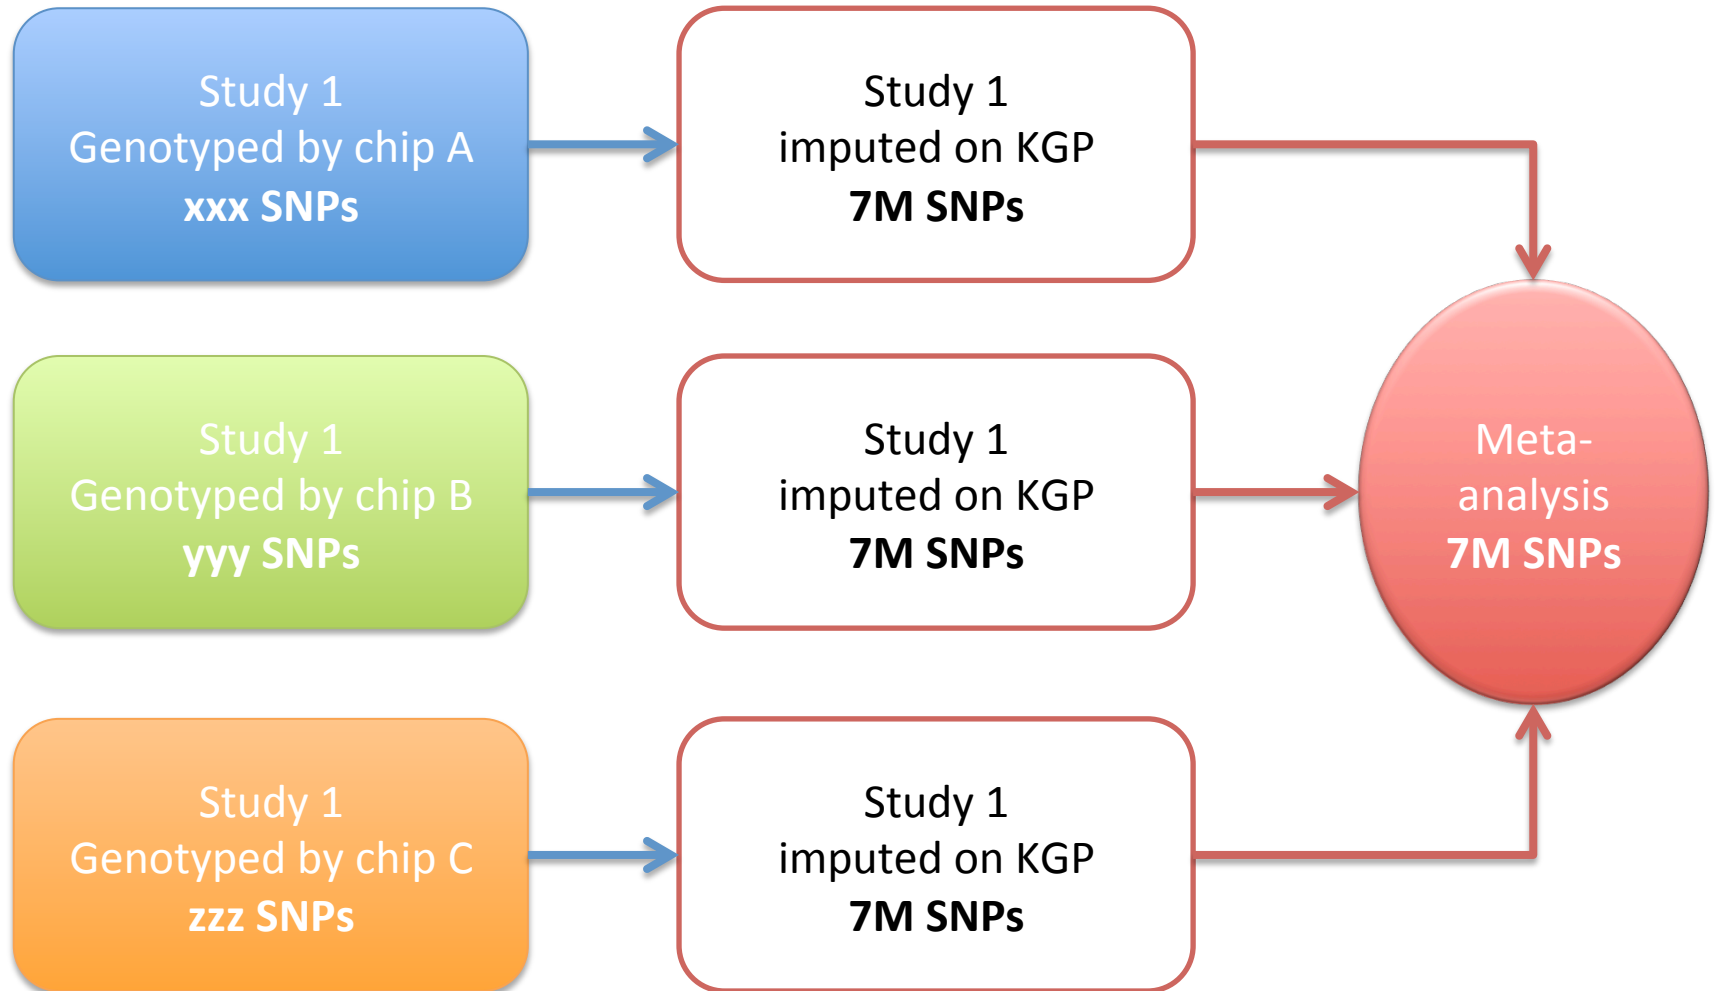 Study 1
Genotyped by chip A
xxx SNPs
Study 1
imputed on KGP
7M SNPs
Study 1
Genotyped by chip B
yyy SNPs
Study 1
imputed on KGP
7M SNPs
Meta-
analysis
7M SNPs
Study 1
Genotyped by chip C
zzz SNPs
Study 1
imputed on KGP
7M SNPs